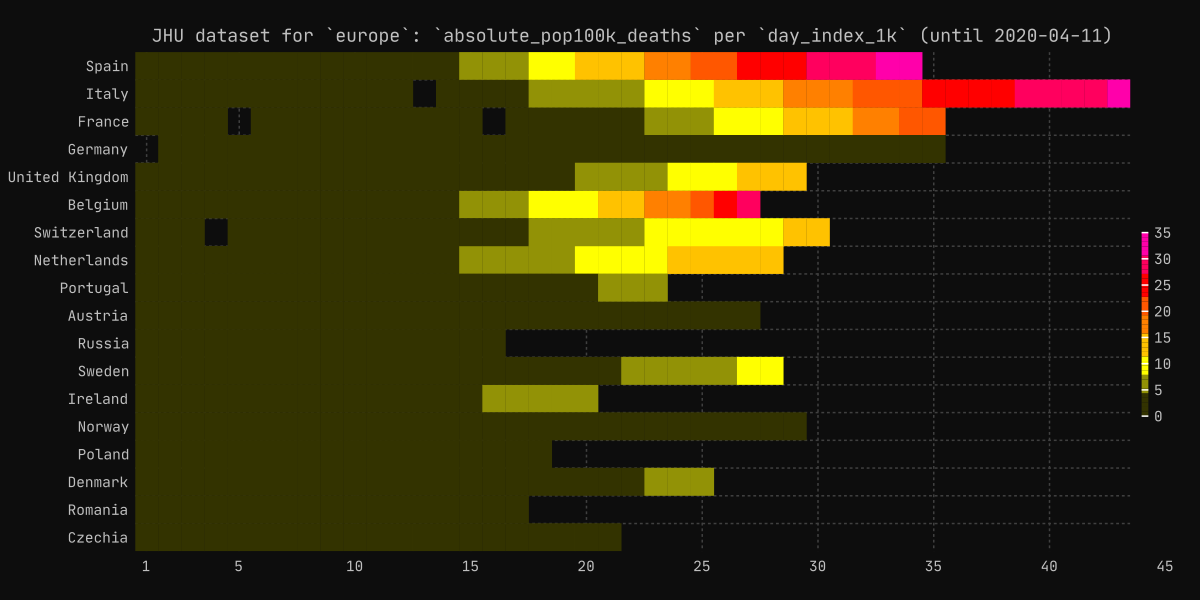 JHU dataset for `europe`: `absolute_pop100k_deaths` per `day_index_1k` (until 2020-04-11)
Spain
Italy
France
Germany
United Kingdom
Belgium
Switzerland
Netherlands
Portugal
Austria
Russia
Sweden
Ireland
Norway
Poland
Denmark
Romania
Czechia
1 5 10 15 20 25 30 35 40 45
35
30
25
20
15
10
5
0